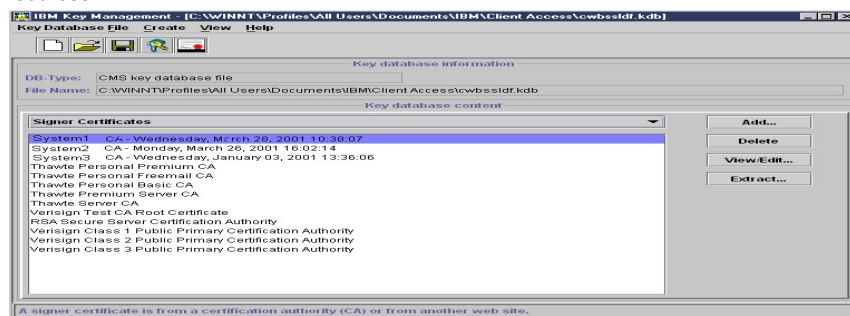 IBM Key Management - [C:\WINNT\Profiles\All Users\Documents\IBM\Client Access\cwbssldf.kdb]
Key Database File Create View Help
Key database information
DB-Type: CMS key database file
File Name: C:\WINNT\Profiles\All Users\Documents\IBM\Client Access\cwbssldf.kdb
Key database content
Signer Certificates
Add...
System1 CA - Wednesday, March 28, 2001 10:38:07
Delete
System2 CA - Monday, March 26, 2001 16:02:14
System3 CA - Wednesday, January 03, 2001 13:36:06
View/Edit...
Thawte Personal Premium CA
Thawte Personal Freemail CA
Extract...
Thawte Personal Basic CA
Thawte Premium Server CA
Thawte Server CA
Verisign Test CA Root Certificate
RSA Secure Server Certification Authority
Verisign Class 1 Public Primary Certification Authority
Verisign Class 2 Public Primary Certification Authority
Verisign Class 3 Public Primary Certification Authority
A signer certificate is from a certification authority (CA) or from another web site.